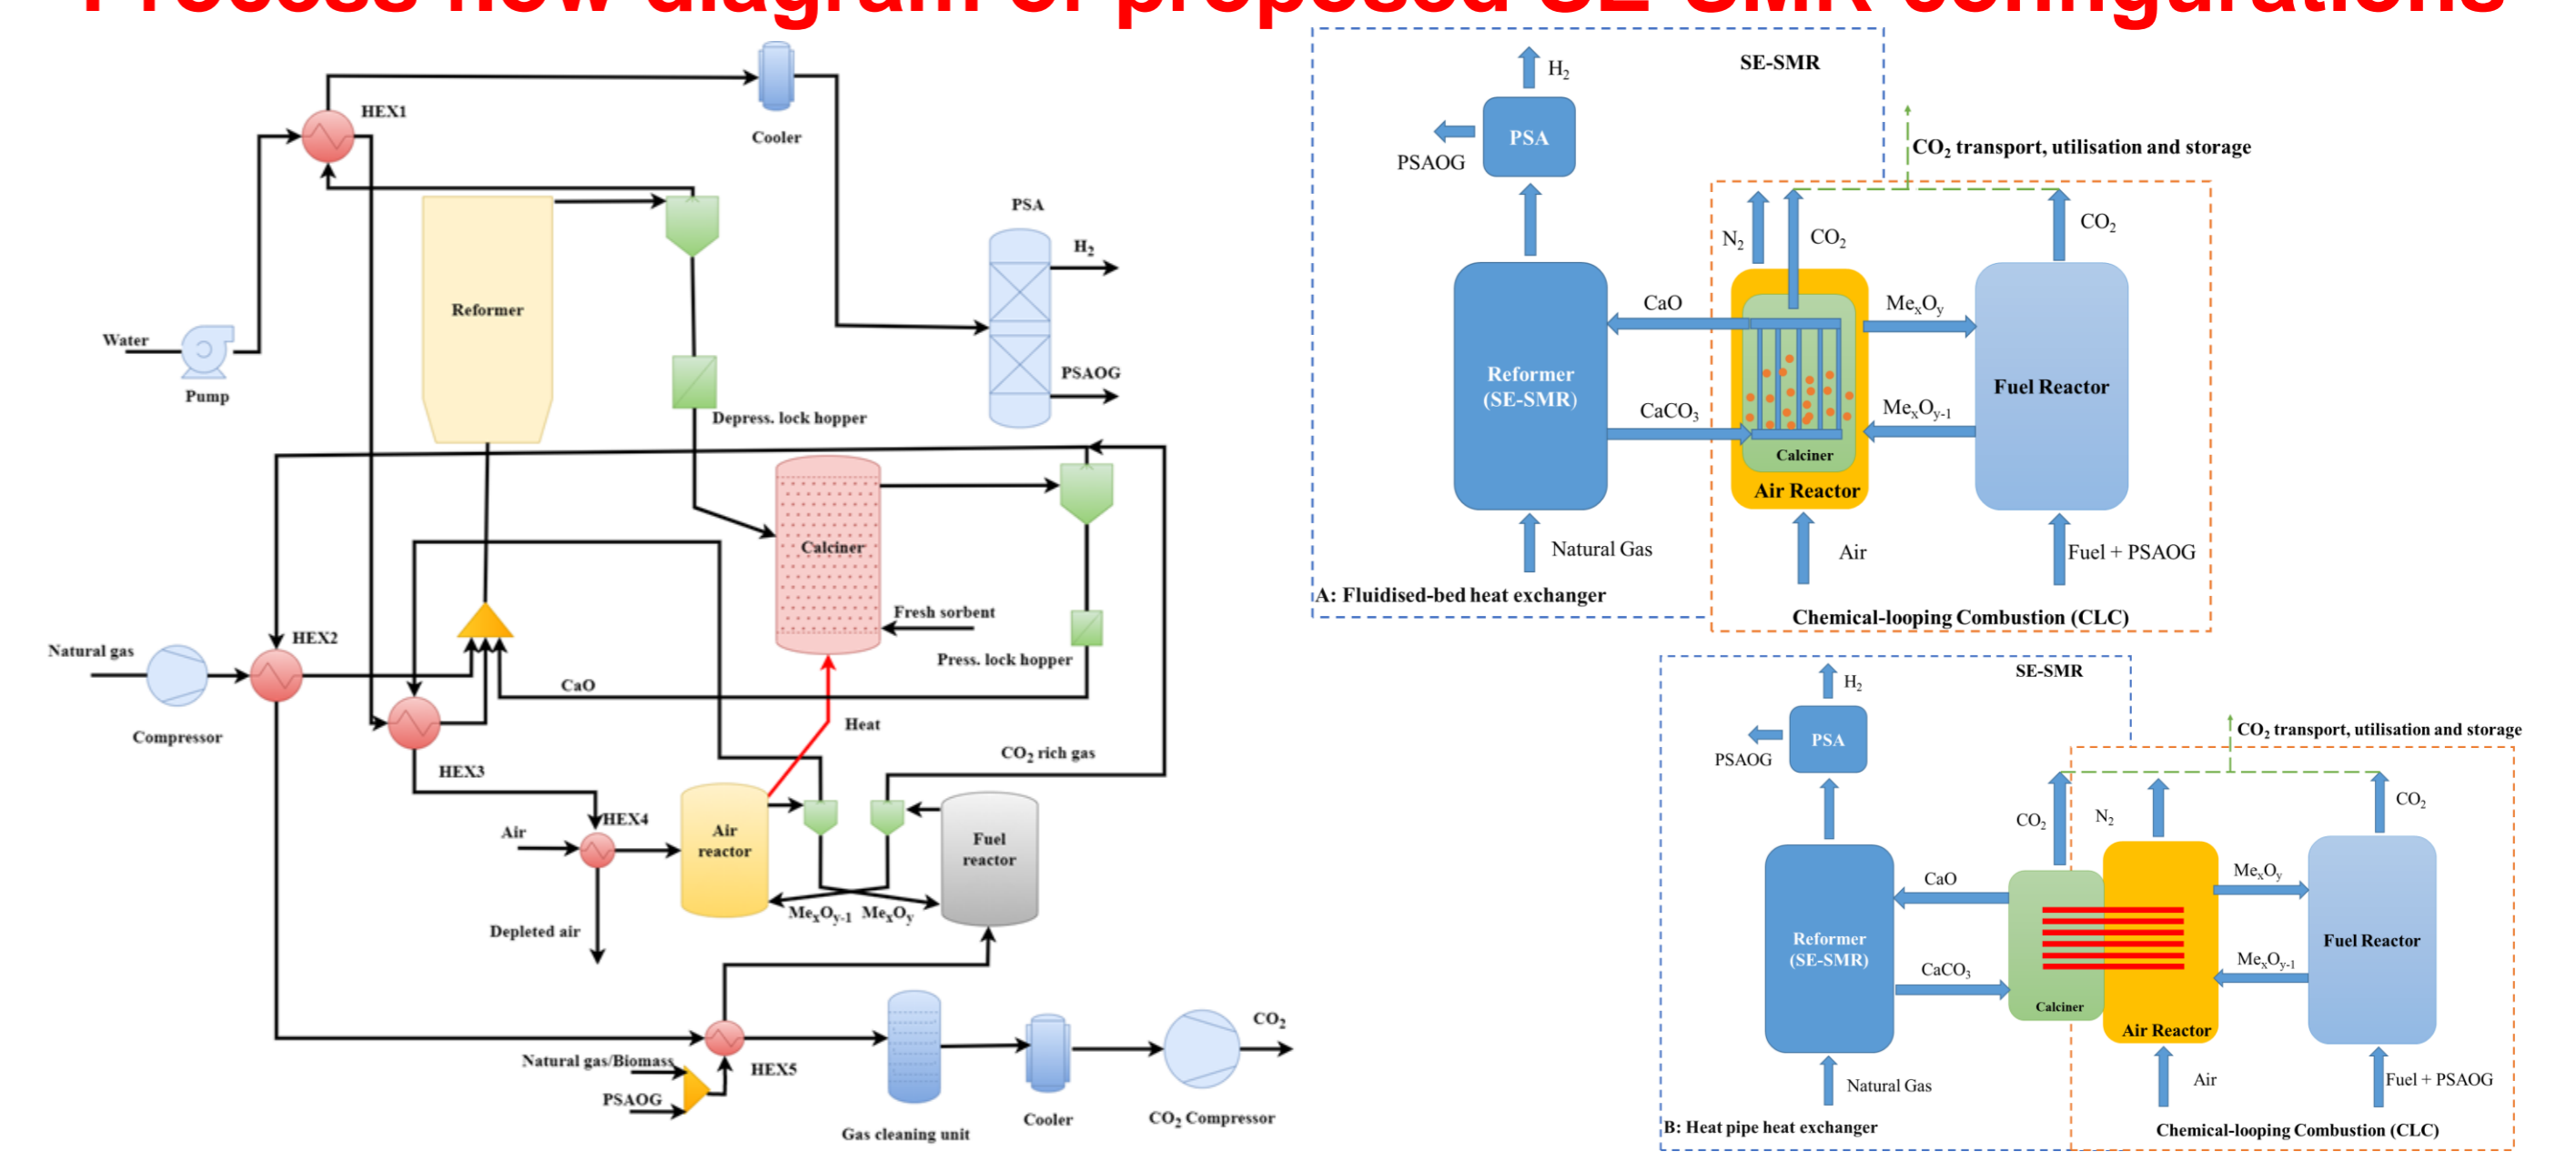 Process flow diagram of proposed SE-SMR configurations
HEX1
Cooler
PSA
H2
Reformer
Water
Pump
PSAOG
Depress. lock hopper
Calciner
Fresh sorbent
Natural gas
HEX2
Press. lock hopper
CaO
Compressor
Heat
HEX3
CO2 rich gas
Air
HEX4
Air
reactor
Fuel
reactor
MexOy-1
MexOy
Depleted air
Natural gas/Biomass
HEX5
PSAOG
Gas cleaning unit
Cooler
CO2
CO2 Compressor
SE-SMR
H2
PSA
PSAOG
CO2 transport, utilisation and storage
N2
CO2
CO2
CaO
MexOy
Reformer
(SE-SMR)
Fuel Reactor
CaCO3
MexOy-1
Calciner
Air Reactor
Natural Gas
Air
Fuel + PSAOG
A: Fluidised-bed heat exchanger
Chemical-looping Combustion (CLC)
SE-SMR
H2
PSA
PSAOG
CO2 transport, utilisation and storage
CO2
N2
CO2
CaO
MexOy
Reformer
(SE-SMR)
Fuel Reactor
CaCO3
MexOy-1
Calciner
Air Reactor
Natural Gas
Air
Fuel + PSAOG
B: Heat pipe heat exchanger
Chemical-looping Combustion (CLC)